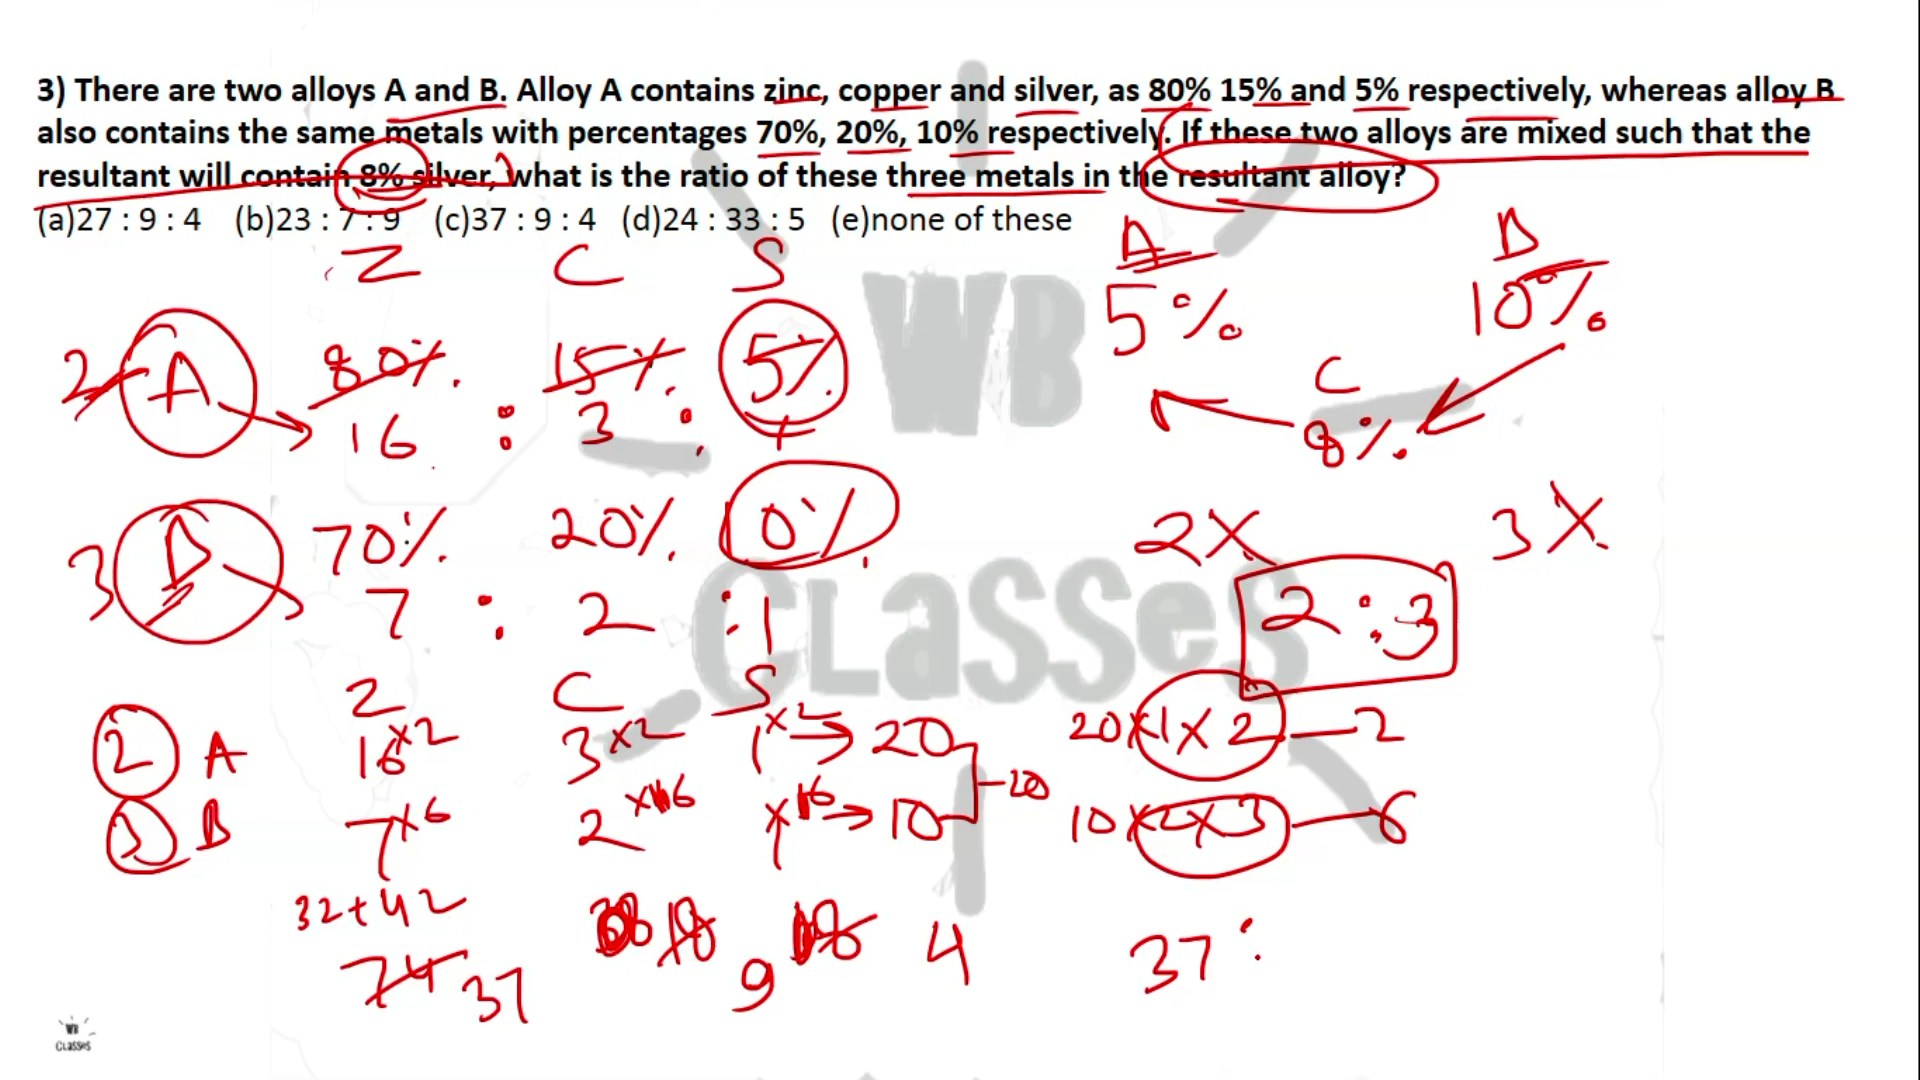 3) There are two alloys A and B. Alloy A contains zinc, copper and silver, as 80% 15% and 5% respectively, whereas alloy B
also contains the same metals with percentages 70%, 20%, 10% respectively. If these two alloys are mixed such that the
resultant will contain 8% silver, what is the ratio of these three metals in the resultant alloy?
(a)27 : 9 : 4 (b)23 : 7 : 9 (c)37 : 9 : 4 (d)24 : 33 : 5 (e)none of these
Z C S
A B
5% 10%
2 A 80% 15% 5%
C
8%
16 : 3 :
3 B 70% 20% 10%
2X 3X
7 : 2 : 1
2 : 3
Z C S
2 A 16×2 3×2 1×2 → 20
20×1×2 — 2
3 B 7×6 2×6 1×6 → 10
20
10×2×3 — 6
32+42
74 37 18 9 4
37 :
WB
CLasseS
WB
CLasseS